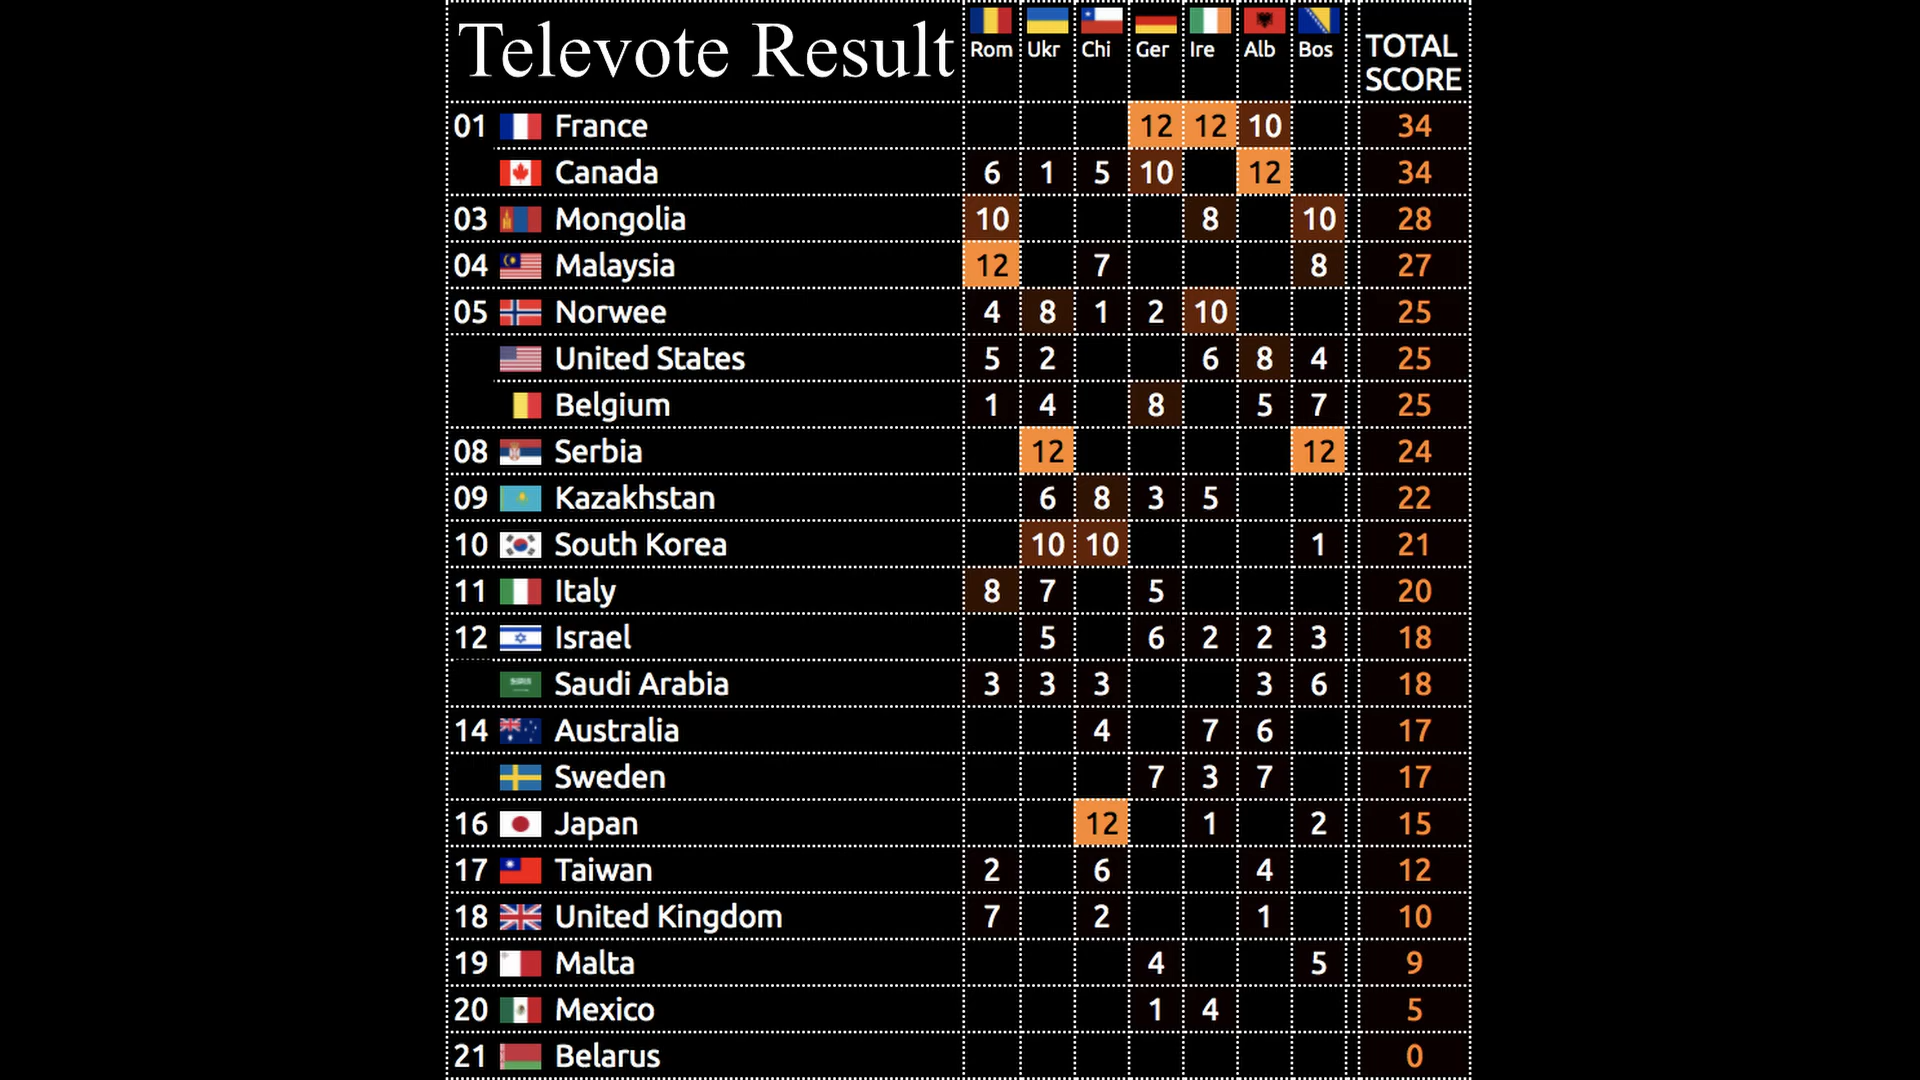 Televote Result Rom Ukr Chi Ger Ire Alb Bos TOTAL SCORE
01 France 12 12 10 34
Canada 6 1 5 10 12 34
03 Mongolia 10 8 10 28
04 Malaysia 12 7 8 27
05 Norwee 4 8 1 2 10 25
United States 5 2 6 8 4 25
Belgium 1 4 8 5 7 25
08 Serbia 12 12 24
09 Kazakhstan 6 8 3 5 22
10 South Korea 10 10 1 21
11 Italy 8 7 5 20
12 Israel 5 6 2 2 3 18
Saudi Arabia 3 3 3 3 6 18
14 Australia 4 7 6 17
Sweden 7 3 7 17
16 Japan 12 1 2 15
17 Taiwan 2 6 4 12
18 United Kingdom 7 2 1 10
19 Malta 4 5 9
20 Mexico 1 4 5
21 Belarus 0